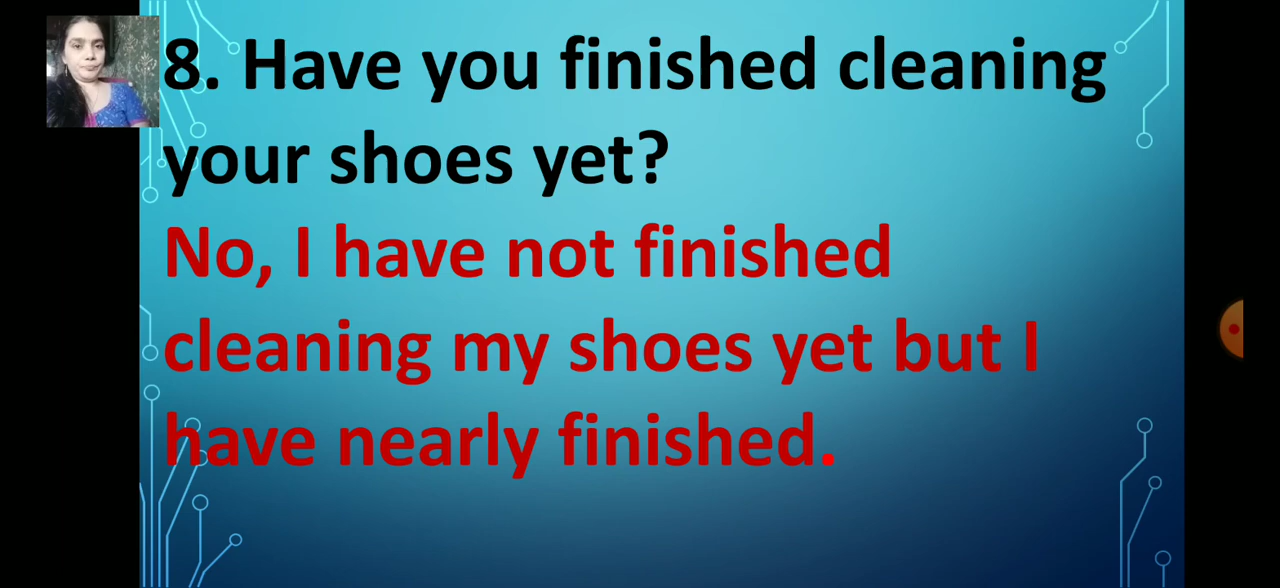 8. Have you finished cleaning
your shoes yet?
No, I have not finished
cleaning my shoes yet but I
have nearly finished.